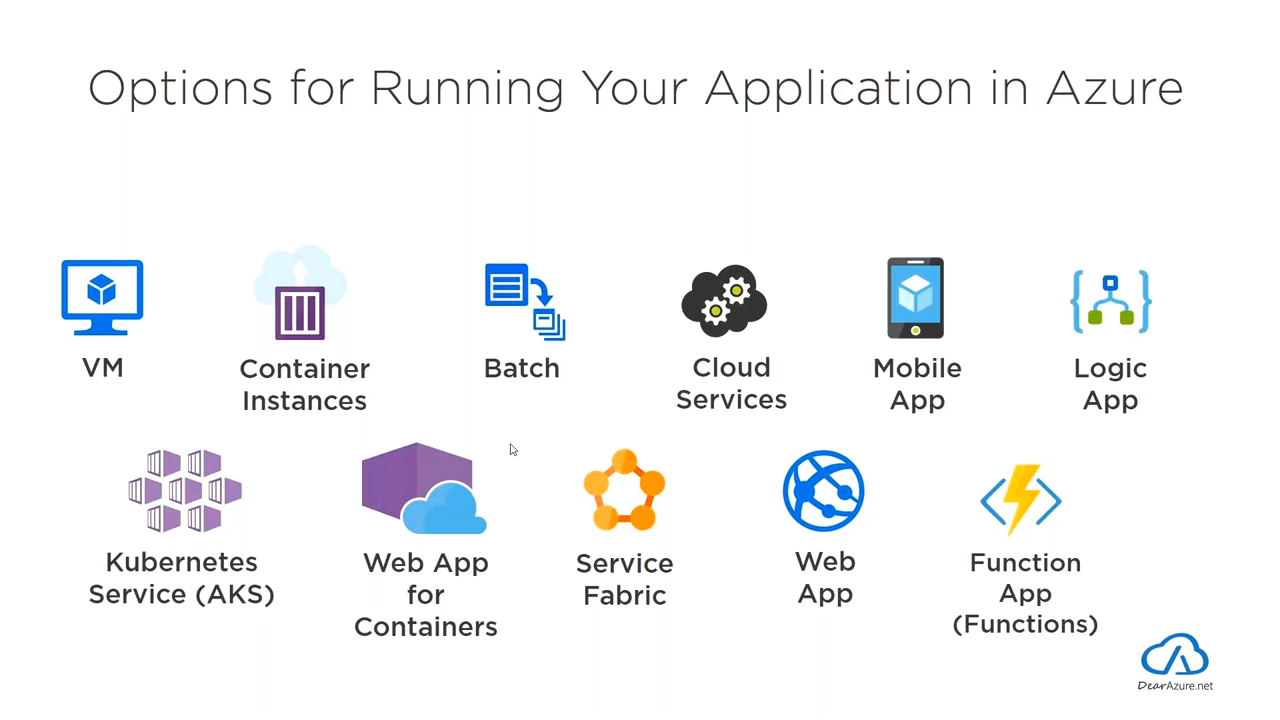 Options for Running Your Application in Azure
VM
Container
Instances
Batch
Cloud
Services
Mobile
App
Logic
App
Kubernetes
Service (AKS)
Web App
for
Containers
Service
Fabric
Web
App
Function
App
(Functions)
DearAzure.net